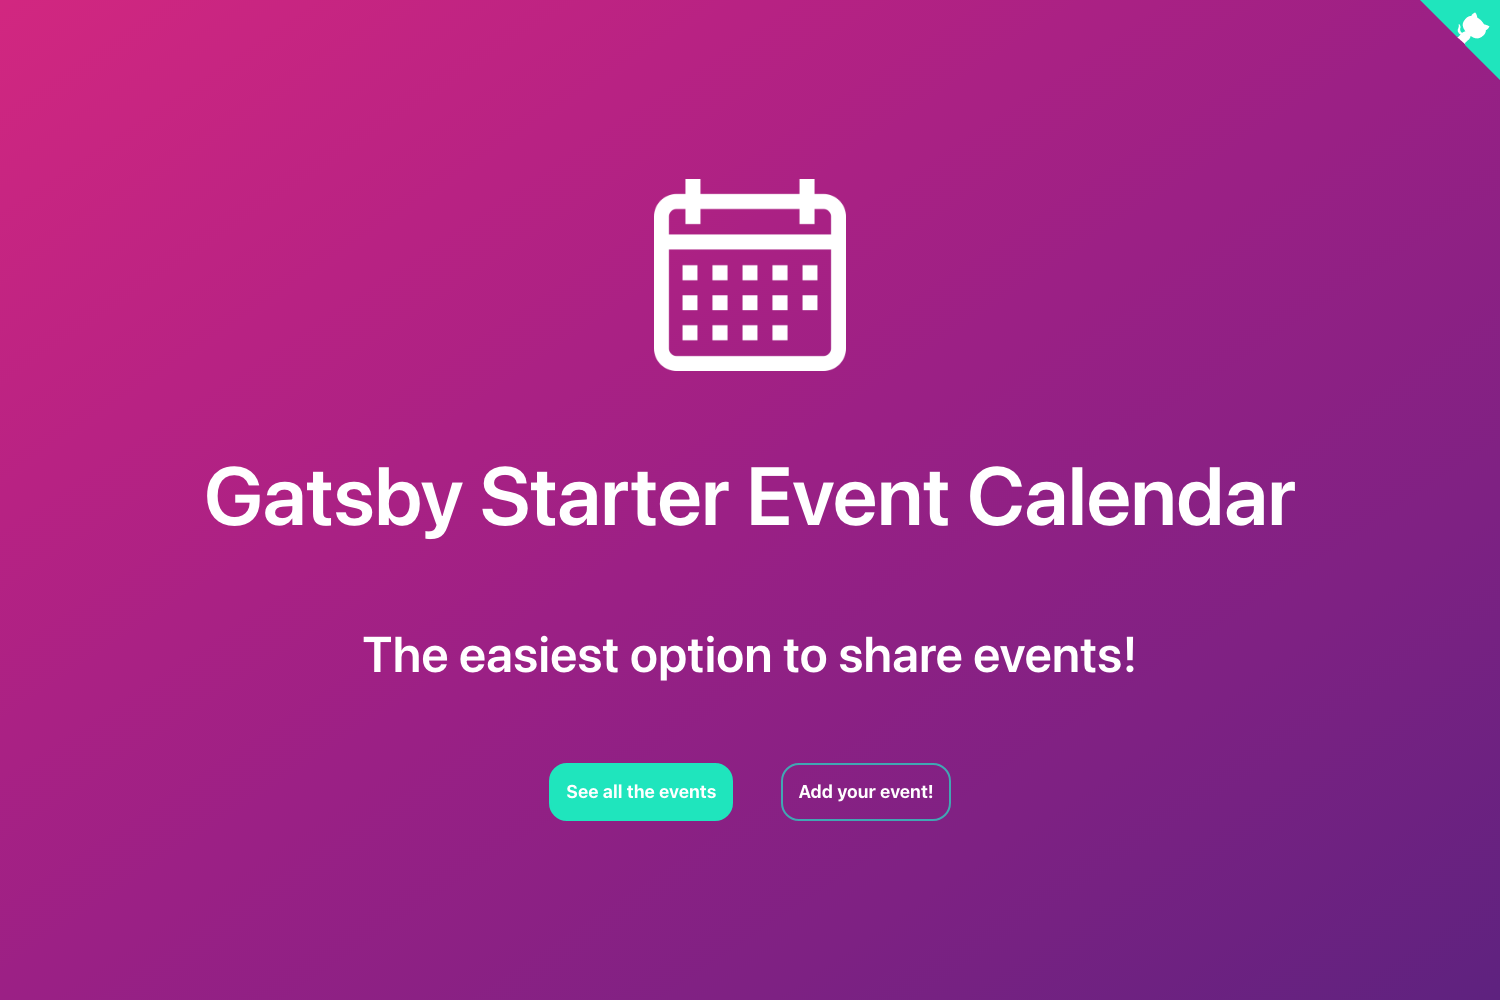 Gatsby Starter Event Calendar
The easiest option to share events!
See all the events
Add your event!